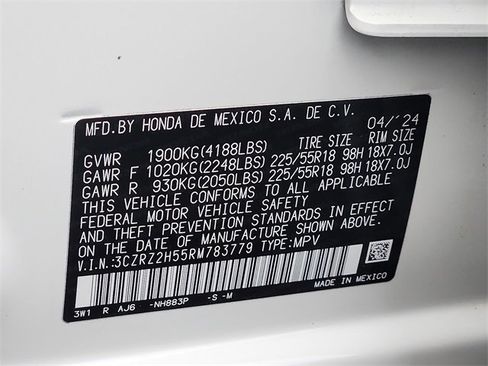 MFD.BY HONDA DE MEXICO S.A. DE C.V.
04/'24
TIRE SIZE RIM SIZE
GVWR 1900KG(4188LBS)
GAWR F 1020KG(2248LBS) 225/55R18 98H 18X7.0J
GAWR R 930KG(2050LBS) 225/55R18 98H 18X7.0J
THIS VEHICLE CONFORMS TO ALL APPLICABLE
FEDERAL MOTOR VEHICLE SAFETY
AND THEFT PREVENTION STANDARDS IN EFFECT
ON THE DATE OF MANUFACTURE SHOWN ABOVE.
V.I.N.:3CZRZ2H55RM783779 TYPE:MPV
3W1 R AJ6 -NH883P -S -M
MADE IN MEXICO